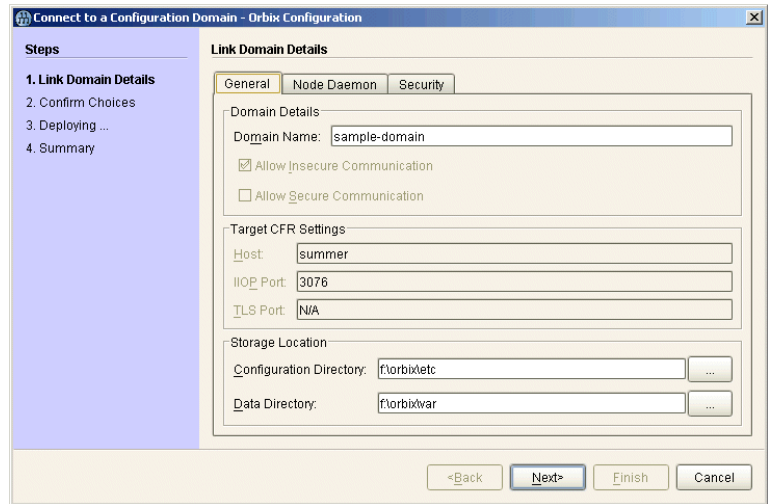 Connect to a Configuration Domain - Orbix Configuration
Steps
1. Link Domain Details
2. Confirm Choices
3. Deploying ...
4. Summary
Link Domain Details
General Node Daemon Security
Domain Details
Domain Name: sample-domain
Allow Insecure Communication
Allow Secure Communication
Target CFR Settings
Host: summer
IIOP Port: 3076
TLS Port: N/A
Storage Location
Configuration Directory: f:\orbix\etc ...
Data Directory: f:\orbix\var ...
<Back Next> Finish Cancel